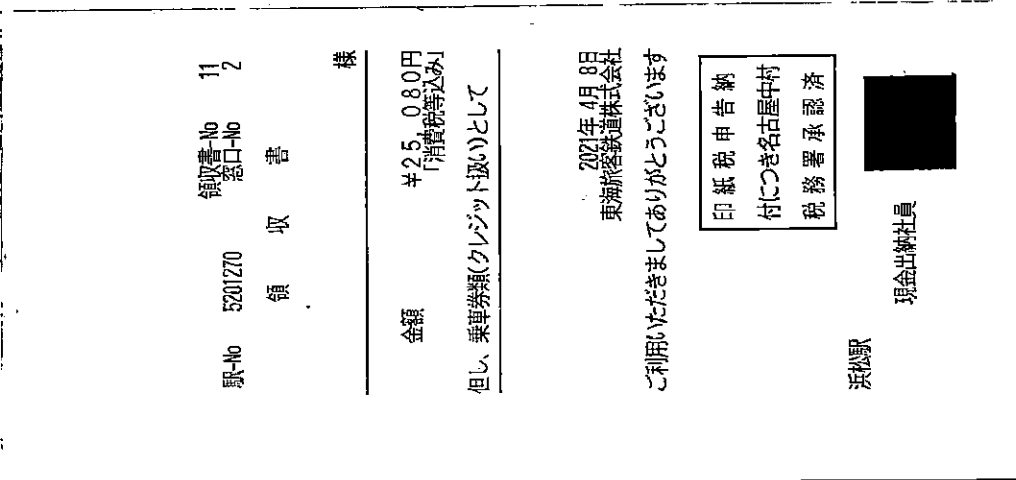 領収書-No 11
駅-No 5201270 窓口-No 2
領 収 書
様
金額 ¥25,080円
「消費税等込み」
但し、乗車券類(クレジット扱い)として
2021年 4月 8日
東海旅客鉄道株式会社
ご利用いただきましてありがとうございます
印紙税申告納
付につき名古屋中村
税務署承認済
浜松駅
現金出納社員